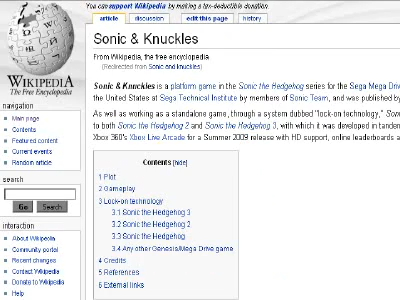 You can support Wikipedia by making a tax-deductible donation.
article discussion edit this page history
Sonic & Knuckles
From Wikipedia, the free encyclopedia
(Redirected from Sonic and knuckles)
Sonic & Knuckles is a platform game in the Sonic the Hedgehog series for the Sega Mega
the United States at Sega Technical Institute by members of Sonic Team, and was published by
As well as working as a standalone game, through a system dubbed "lock-on technology,"
to both Sonic the Hedgehog 2 and Sonic the Hedgehog 3, with which it was developed in
Xbox 360's Xbox Live Arcade for a Summer 2009 release with HD support, online leaderboards
Contents [hide]
1 Plot
2 Gameplay
3 Lock-on technology
3.1 Sonic the Hedgehog 3
3.2 Sonic the Hedgehog 2
3.3 Sonic the Hedgehog
3.4 Any other Genesis/Mega Drive game
4 Credits
5 References
6 External links
WIKIPEDIA
The Free Encyclopedia
navigation
Main page
Contents
Featured content
Current events
Random article
search
Go Search
interaction
About Wikipedia
Community portal
Recent changes
Contact Wikipedia
Donate to Wikipedia
Help